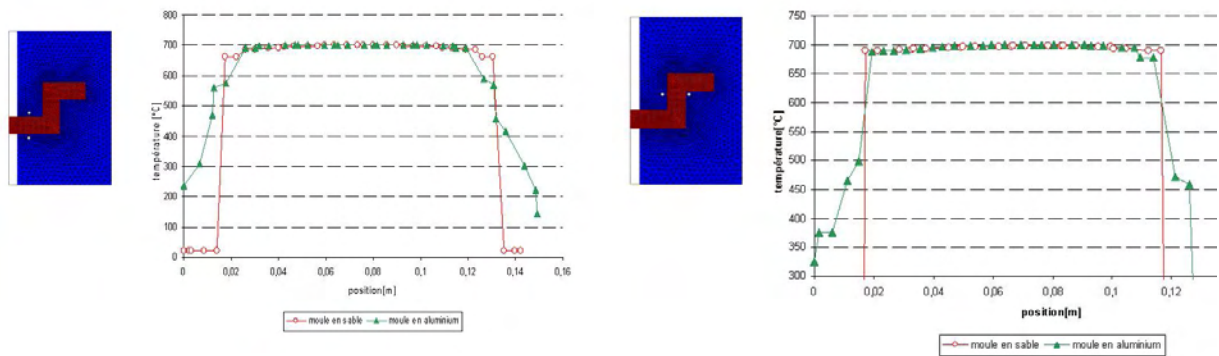 800
700
600
500
400
300
200
100
0
température [°C]
0 0,02 0,04 0,06 0,08 0,1 0,12 0,14 0,16
position[m]
moule en sable moule en aluminium
750
700
650
600
550
500
450
400
350
300
température[°C]
0 0,02 0,04 0,06 0,08 0,1 0,12
position[m]
moule en sable moule en aluminium